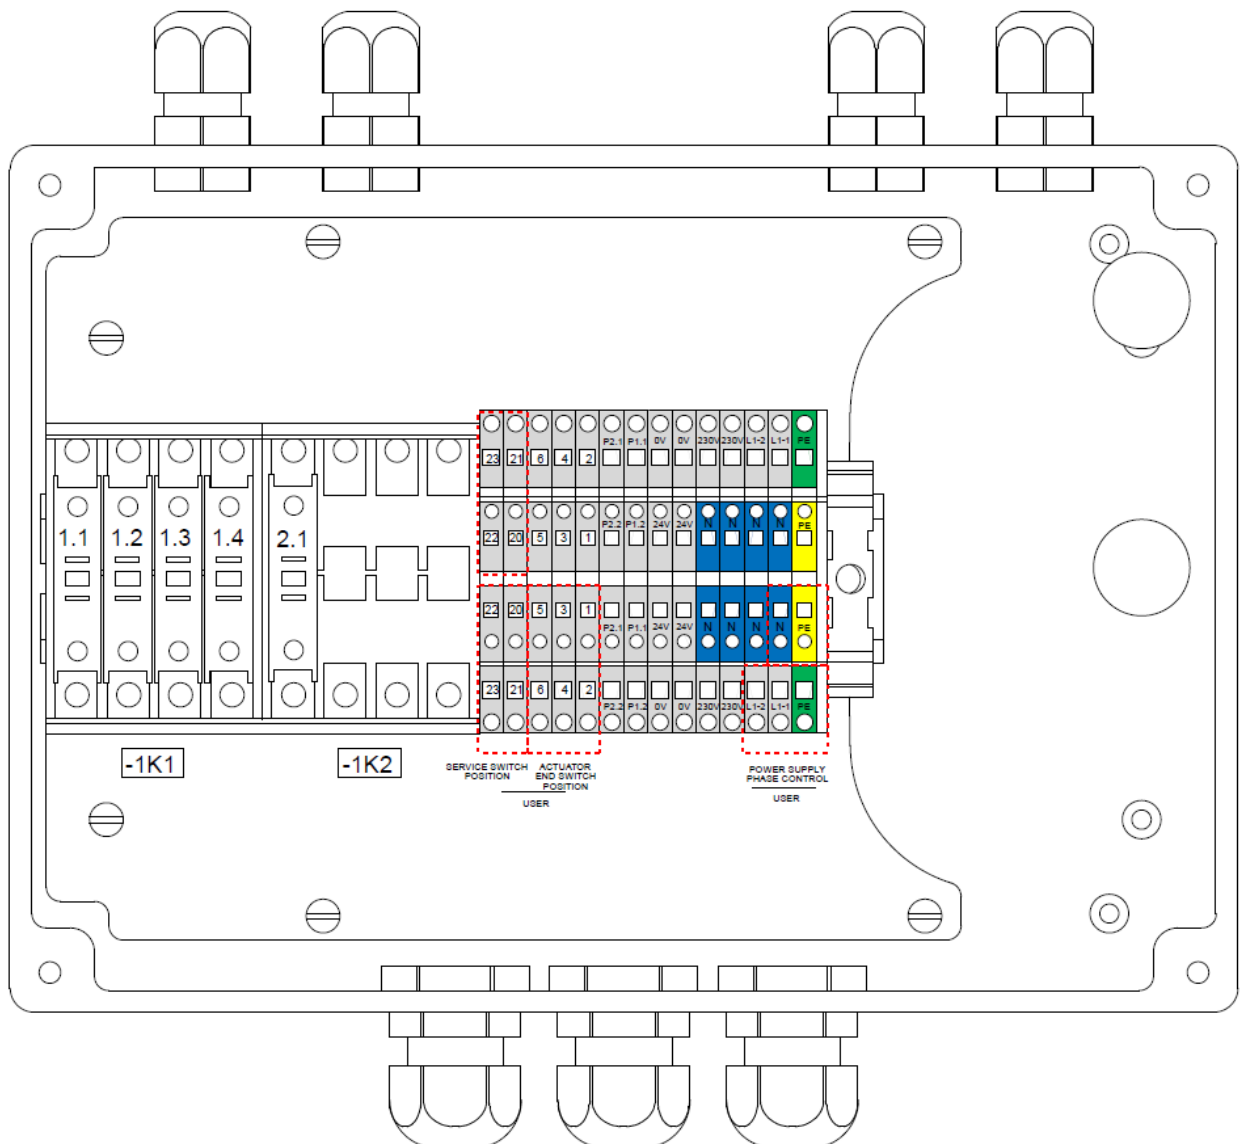 P2.1 P1.1 0V 0V 230V 230V L1-2 L1-1 PE
23 21 6 4 2
P2.2 P1.2 24V 24V N N N N PE
22 20 5 3 1
1.1 1.2 1.3 1.4 2.1
22 20 5 3 1
P2.1 P1.1 24V 24V N N N N PE
23 21 6 4 2
P2.2 P1.2 0V 0V 230V 230V L1-2 L1-1 PE
-1K1
-1K2
SERVICE SWITCH
POSITION
ACTUATOR
END SWITCH
POSITION
USER
POWER SUPPLY
PHASE CONTROL
USER